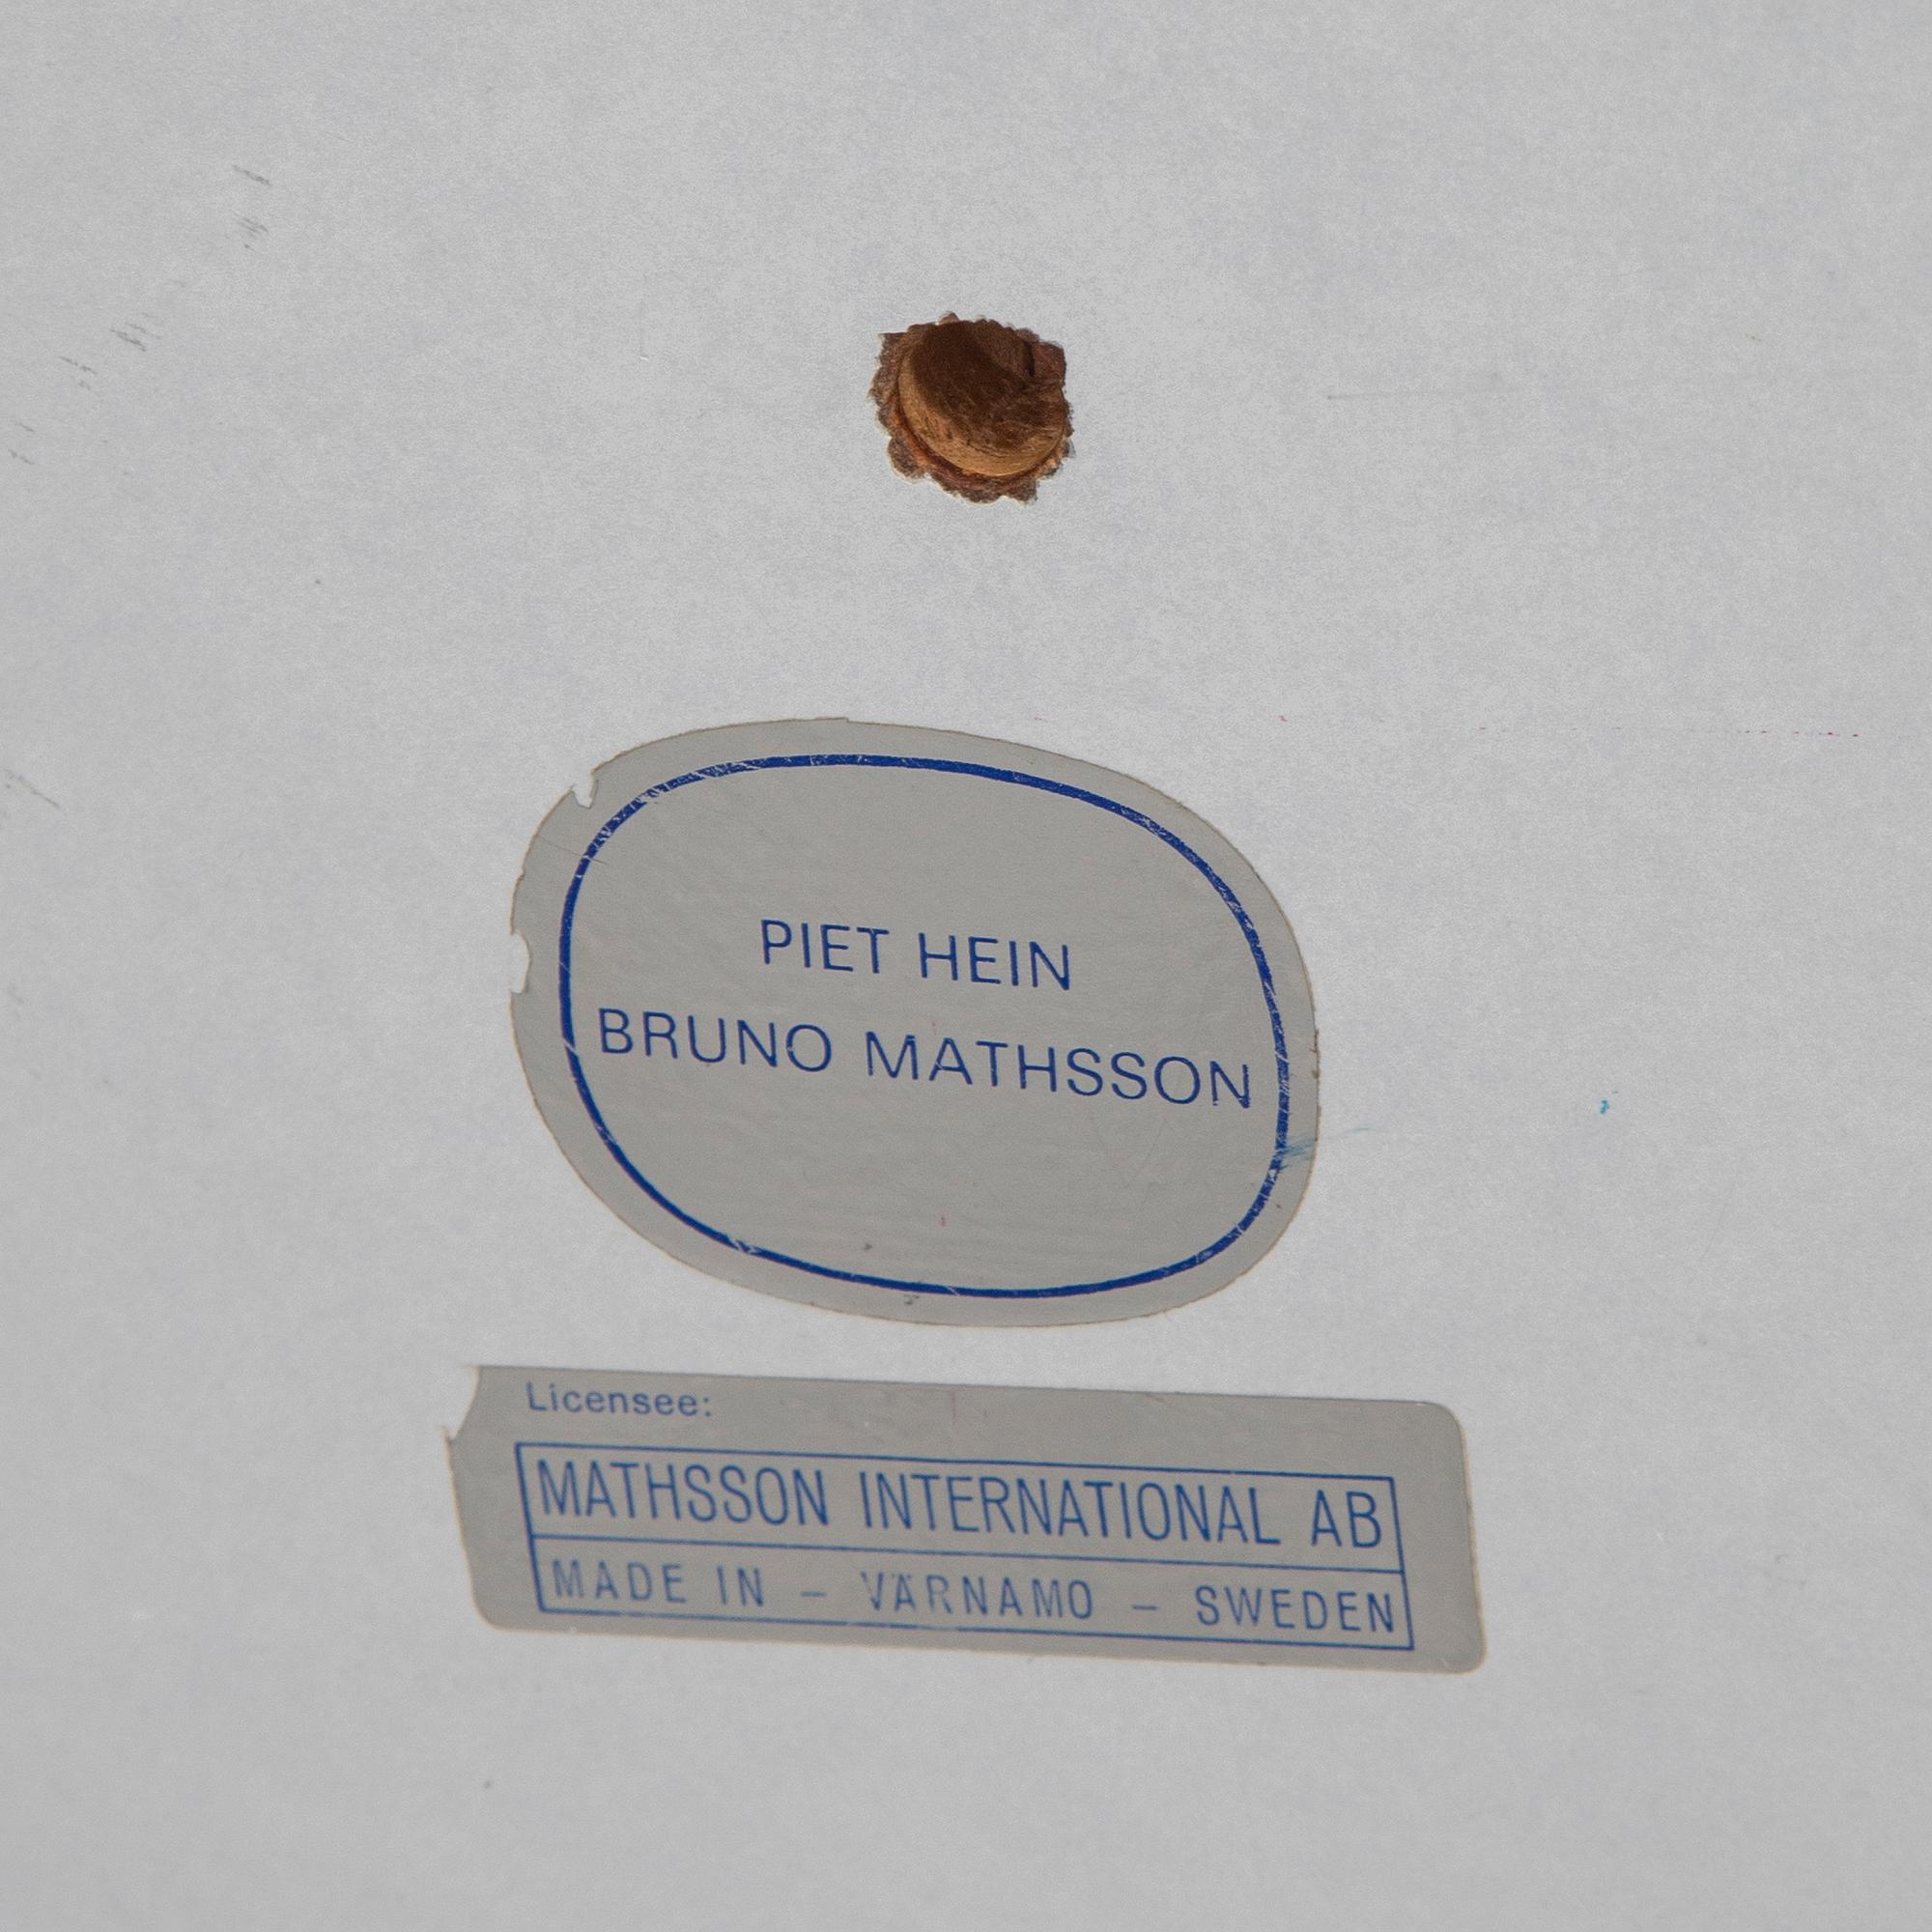 PIET HEIN
BRUNO MATHSSON
Licensee:
MATHSSON INTERNATIONAL AB
MADE IN – VÄRNAMO – SWEDEN